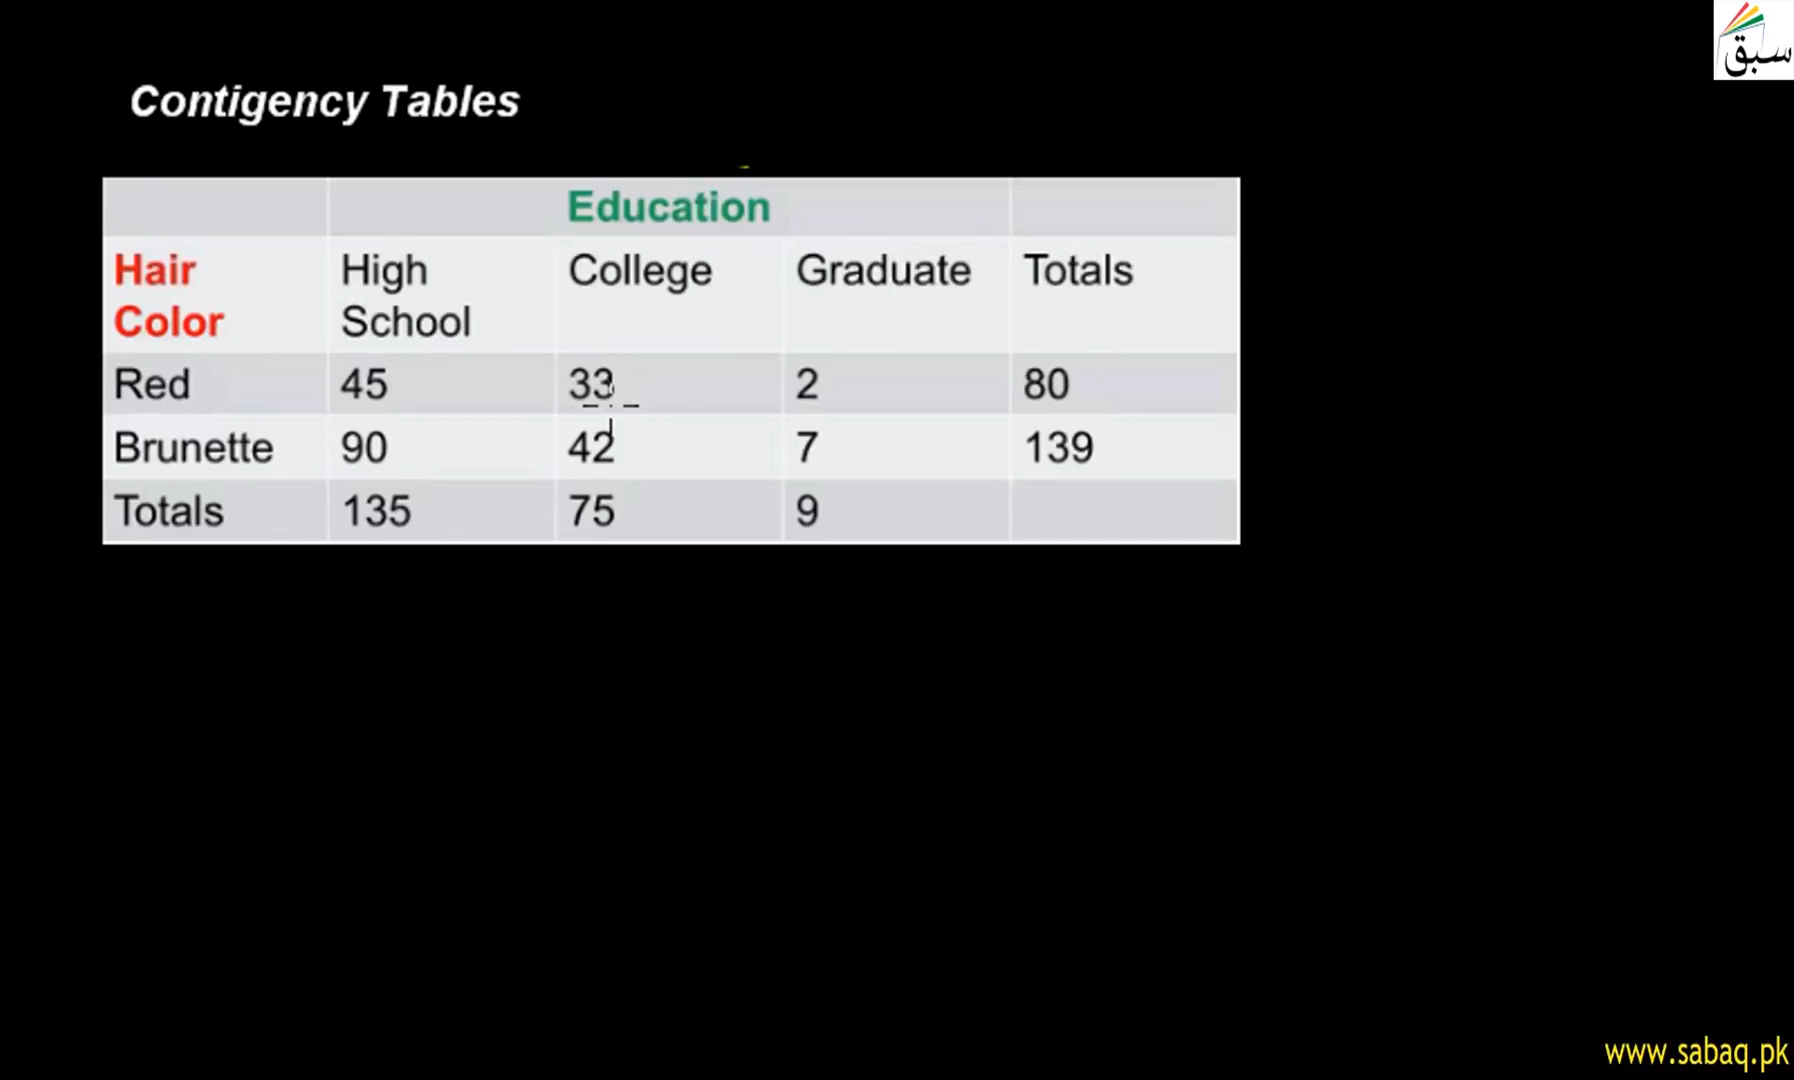 سبق
Contigency Tables
Education
Hair Color High School College Graduate Totals
Red 45 33 2 80
Brunette 90 42 7 139
Totals 135 75 9
www.sabaq.pk